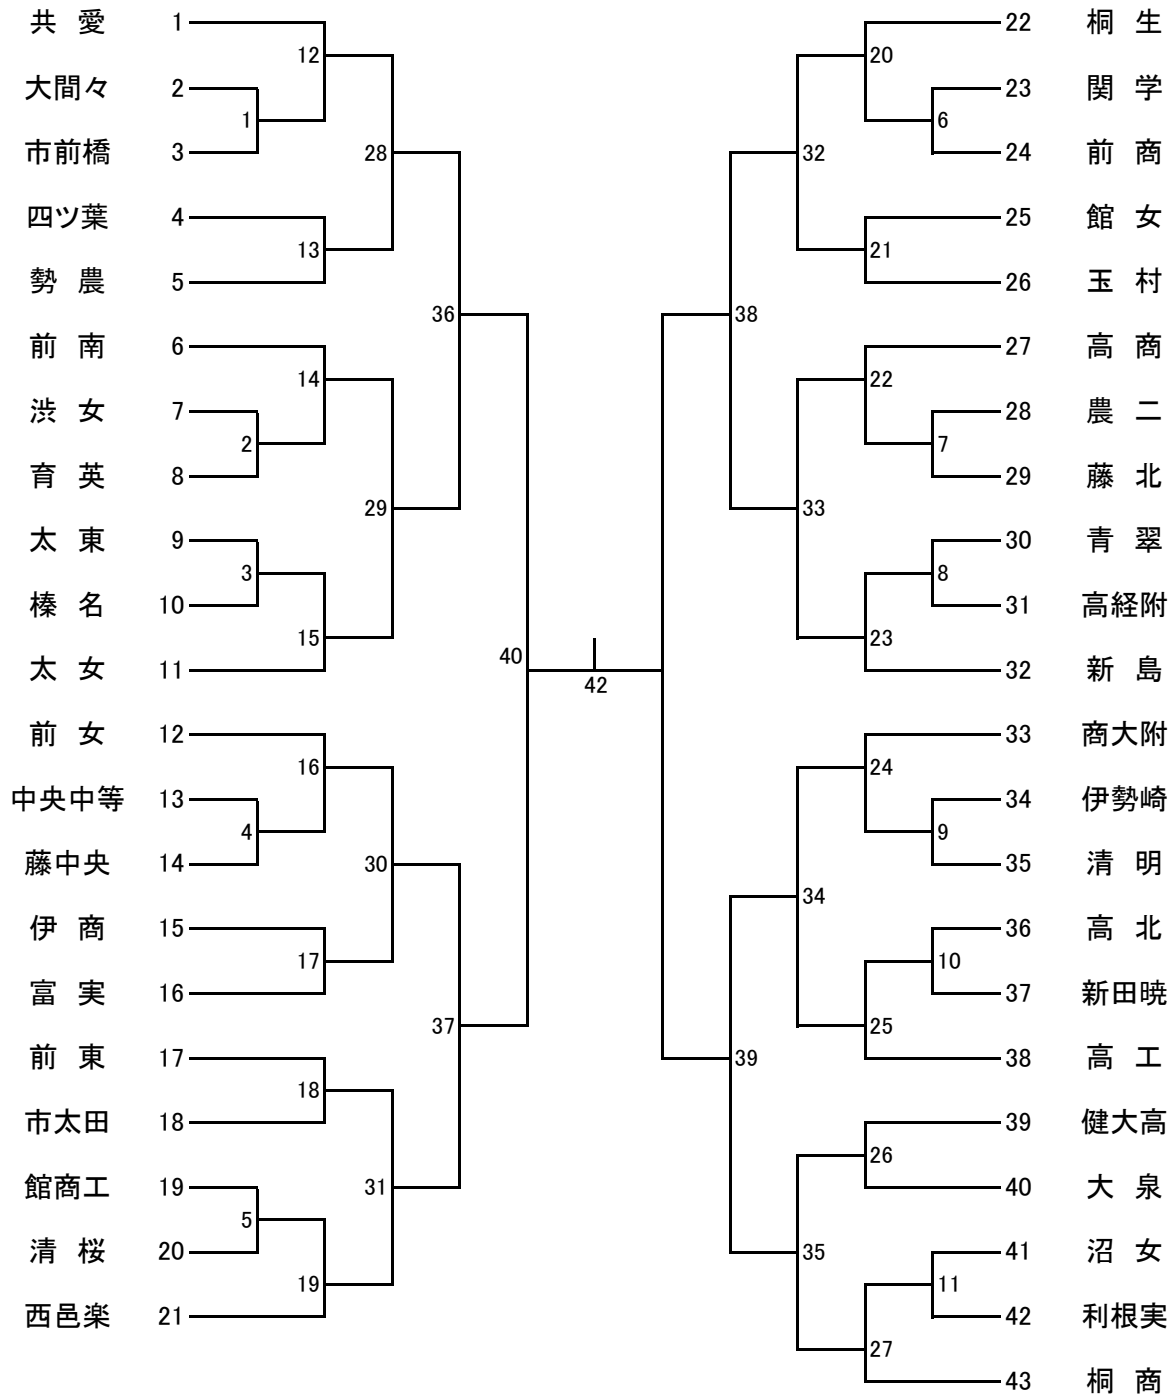 共愛 1
12
大間々 2
1
市前橋 3
28
四ツ葉 4
13
勢農 5
36
前南 6
14
渋女 7
2
育英 8
29
太東 9
3
榛名 10
15
太女 11
40
前女 12
16
中央中等 13
4
藤中央 14
30
伊商 15
17
富実 16
37
前東 17
18
市太田 18
館商工 19
31
5
清桜 20
19
西邑楽 21
42
22 桐生
20
23 関学
6
24 前商
32
25 館女
21
26 玉村
38
27 高商
22
28 農二
7
29 藤北
33
30 青翠
8
31 高経附
23
32 新島
33 商大附
24
34 伊勢崎
9
35 清明
34
36 高北
10
37 新田暁
25
38 高工
39
39 健大高
26
40 大泉
41 沼女
35
11
42 利根実
27
43 桐商